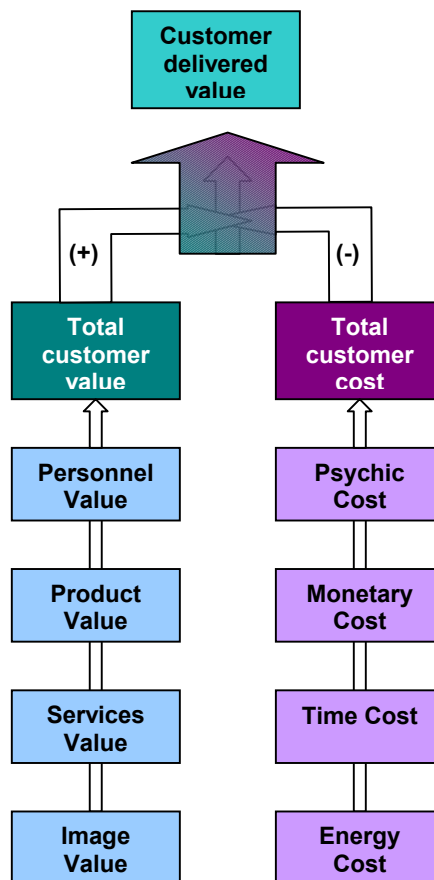 Customer
delivered
value
(+)
(-)
Total
customer
value
Total
customer
cost
Personnel
Value
Psychic
Cost
Product
Value
Monetary
Cost
Services
Value
Time Cost
Image
Value
Energy
Cost